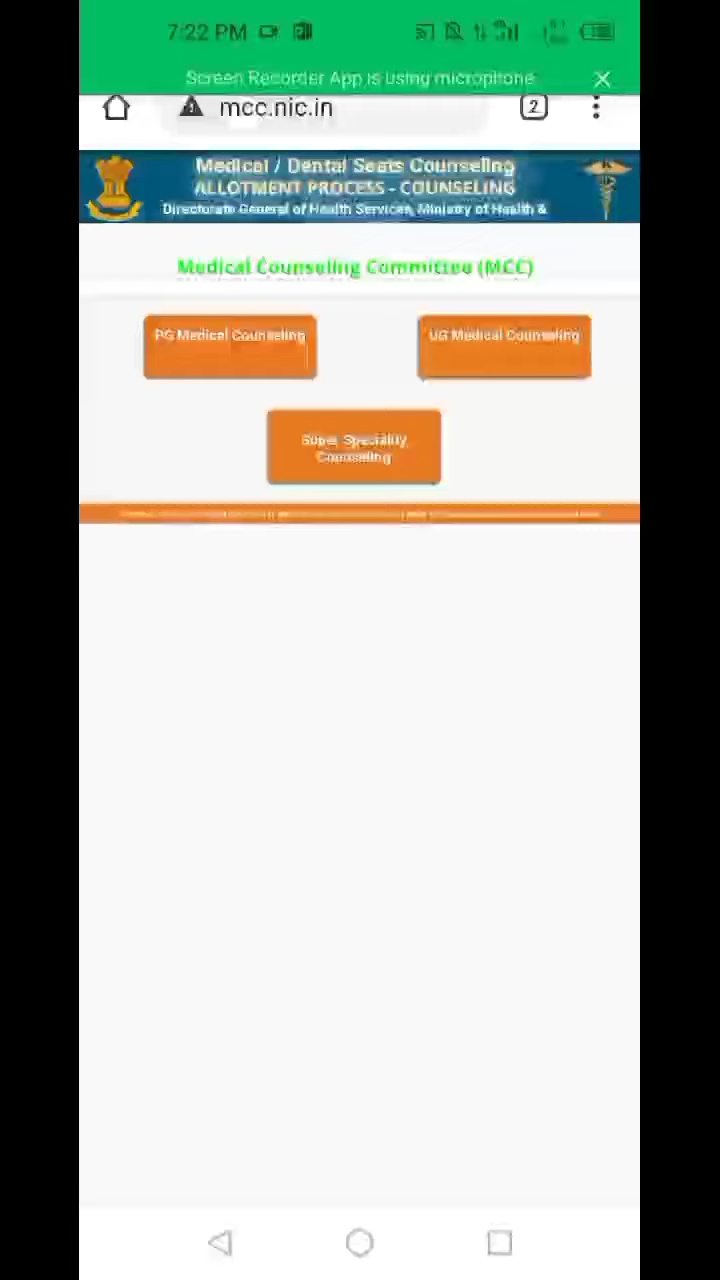 7:22 PM
Screen Recorder App is using microphone
mcc.nic.in
2
Medical / Dental Seats Counseling
ALLOTMENT PROCESS - COUNSELING
Directorate General of Health Services, Ministry of Health &
Medical Counseling Committee (MCC)
PG Medical Counseling
UG Medical Counseling
Super Speciality
Counseling